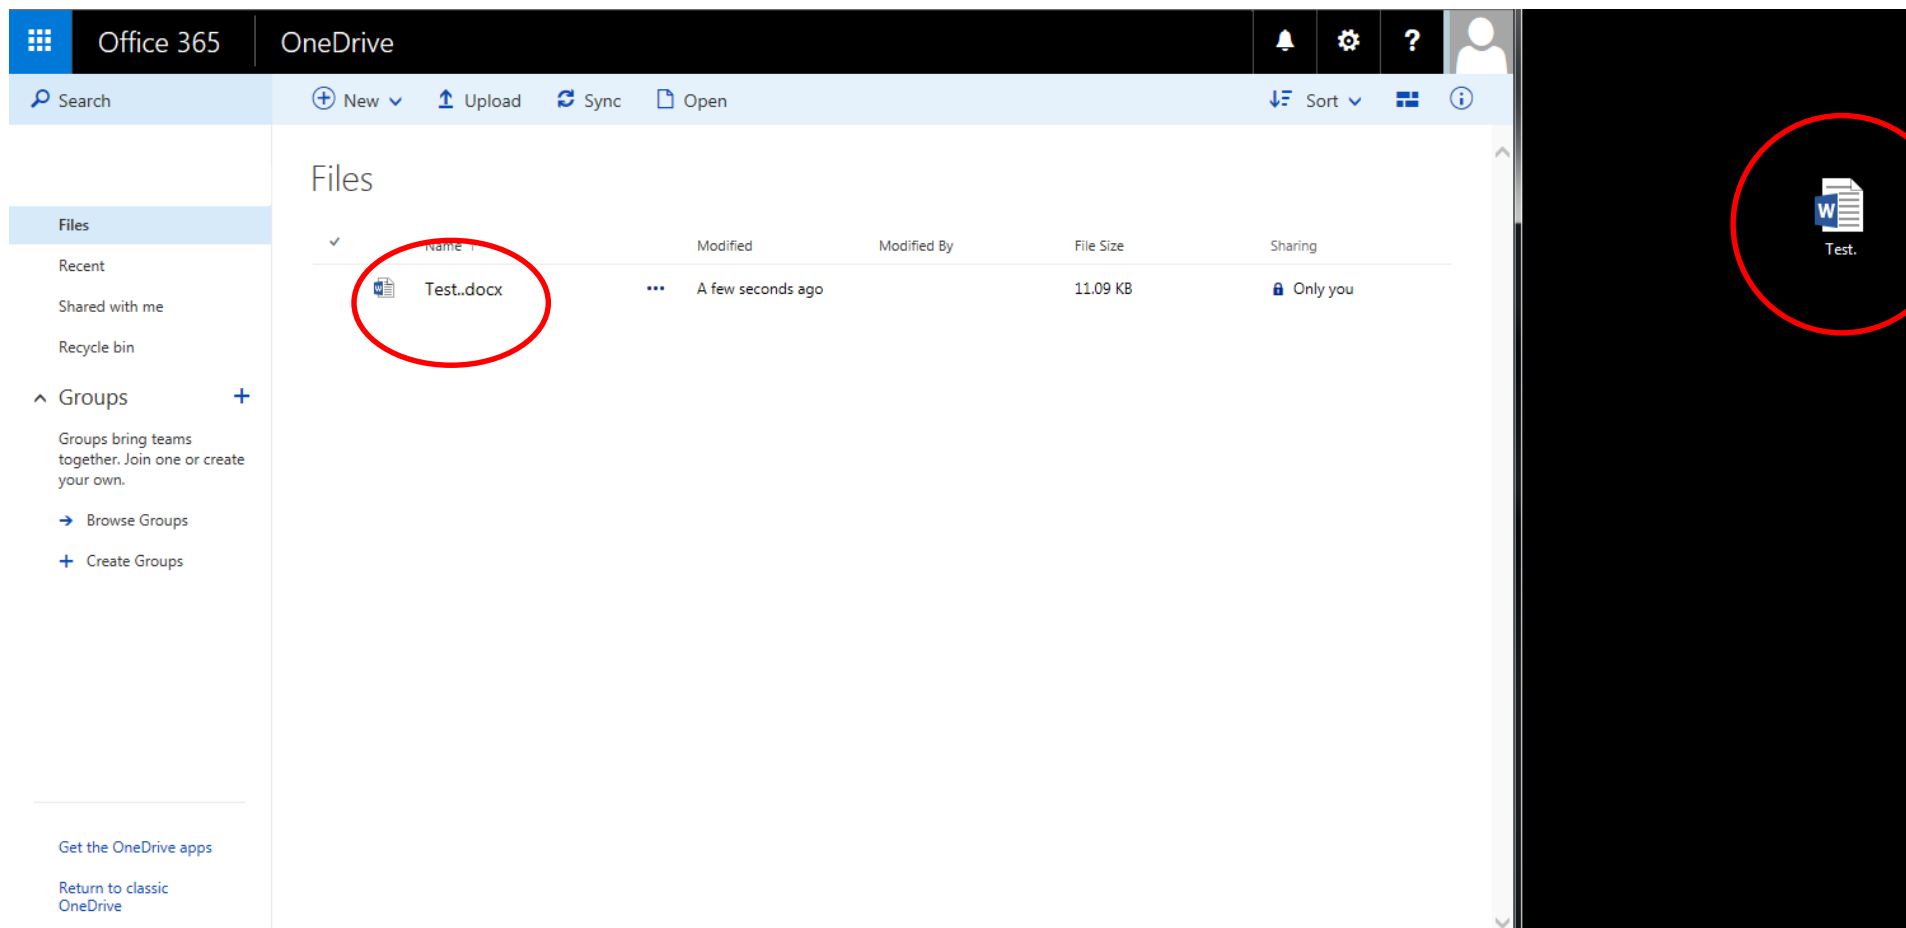 Office 365
OneDrive
?
Search
New
Upload
Sync
Open
Sort
Files
Files
Recent
Shared with me
Recycle bin
Groups
Groups bring teams
together. Join one or create
your own.
Browse Groups
Create Groups
Get the OneDrive apps
Return to classic
OneDrive
Name
Modified
Modified By
File Size
Sharing
Test..docx
A few seconds ago
11.09 KB
Only you
W
Test.